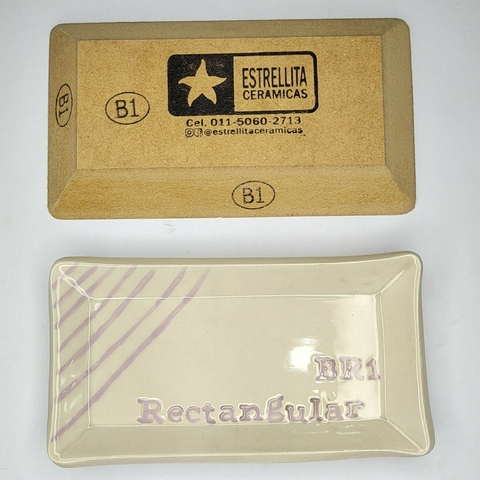 ESTRELLITA
CERAMICAS
B1
B1
Cel. 011-5060-2713
@estrellitaceramicas
B1
BR1
Rectangular